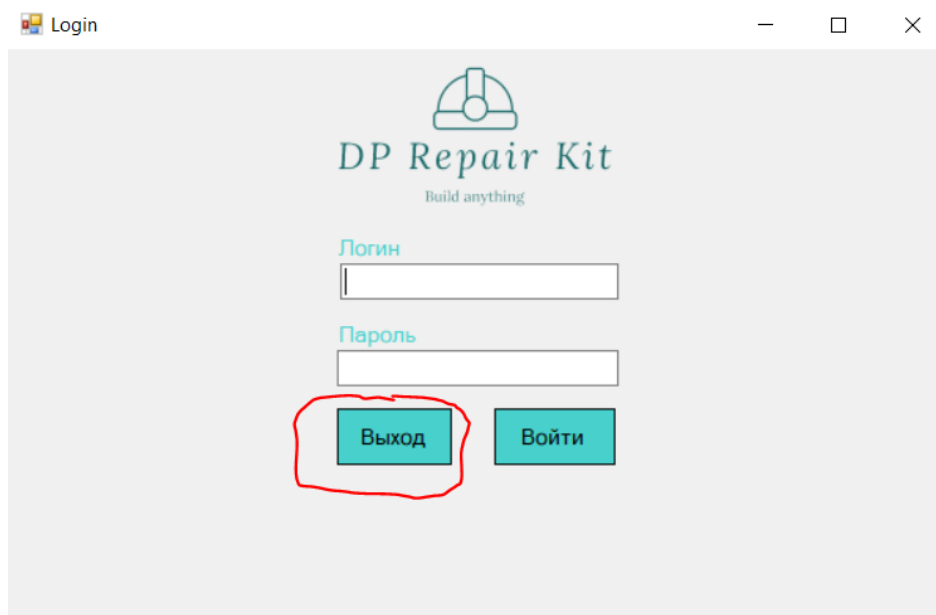 Login
DP Repair Kit
Build anything
Логин
Пароль
Выход Войти